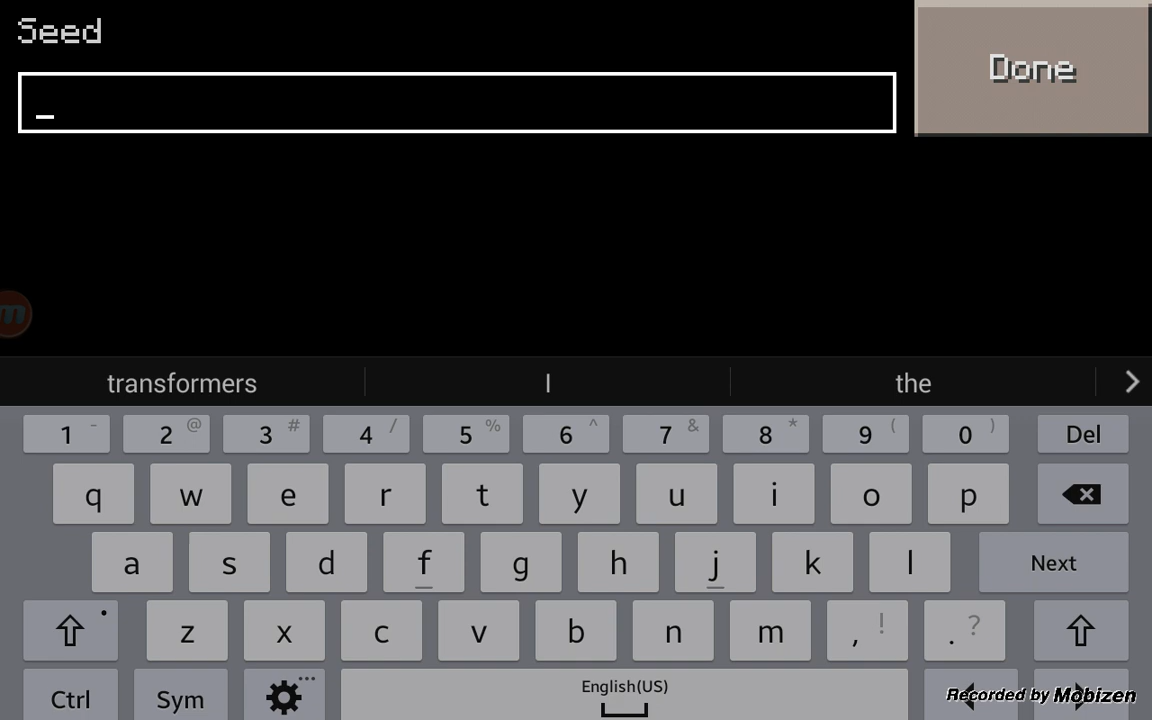 Seed
Done
_
m
transformers I the
1 - 2 @ 3 # 4 / 5 % 6 ^ 7 & 8 * 9 ( 0 ) Del
q w e r t y u i o p
a s d f g h j k l Next
z x c v b n m , ! . ?
Ctrl Sym English(US)
Recorded by Mobizen